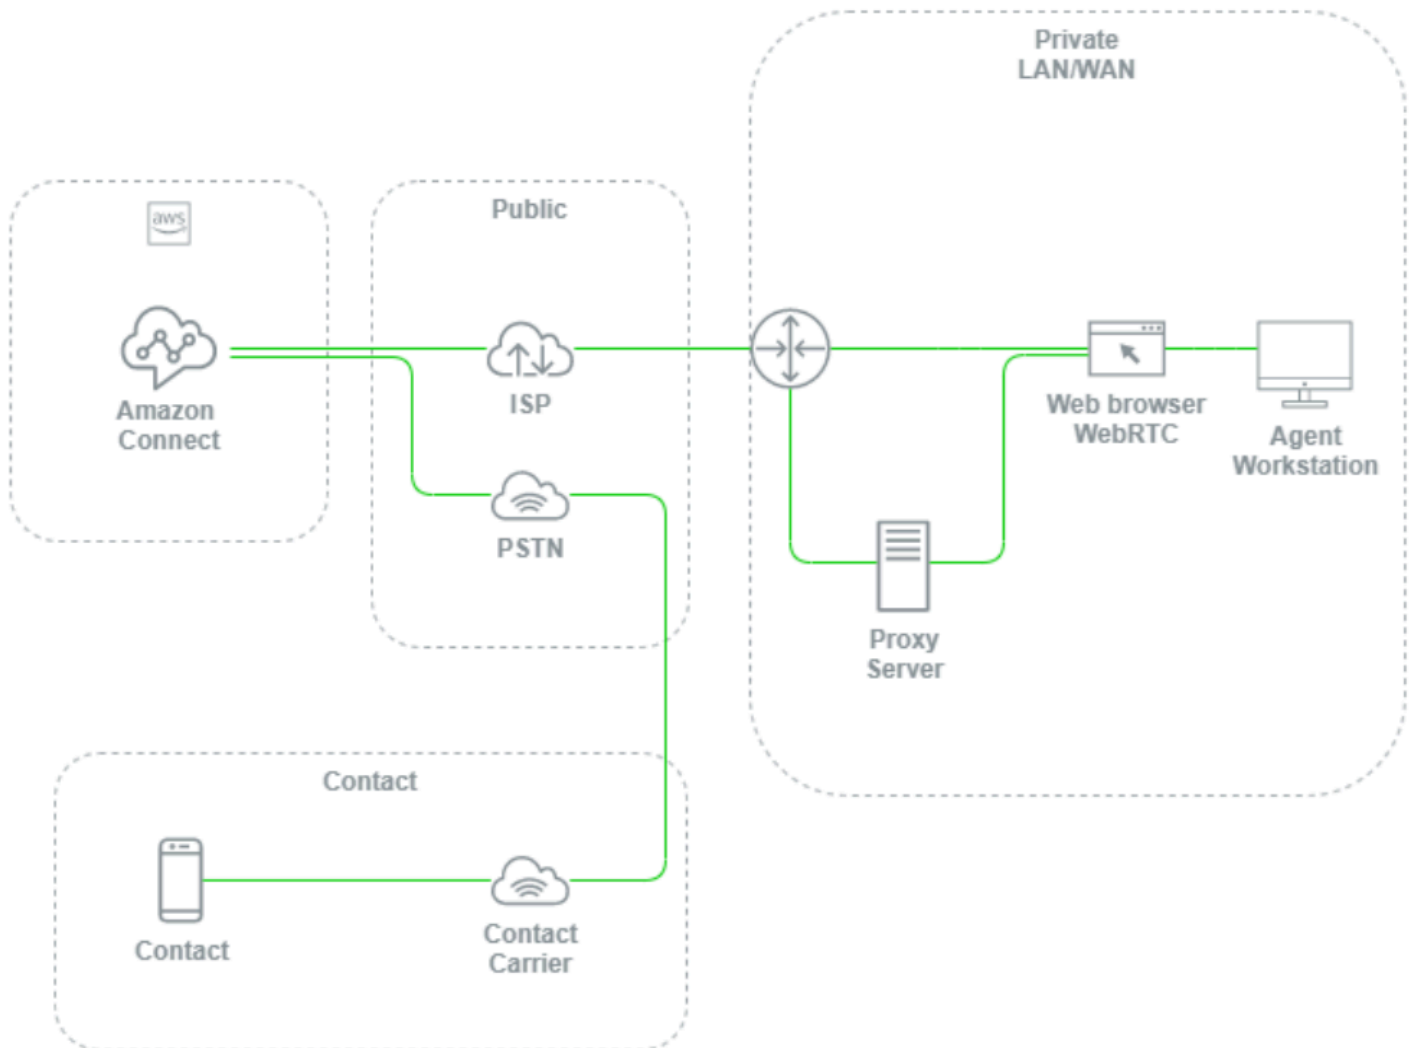 Private
LAN/WAN
aws
Public
Amazon
Connect
ISP
Web browser
WebRTC
Agent
Workstation
PSTN
Proxy
Server
Contact
Contact
Contact
Carrier